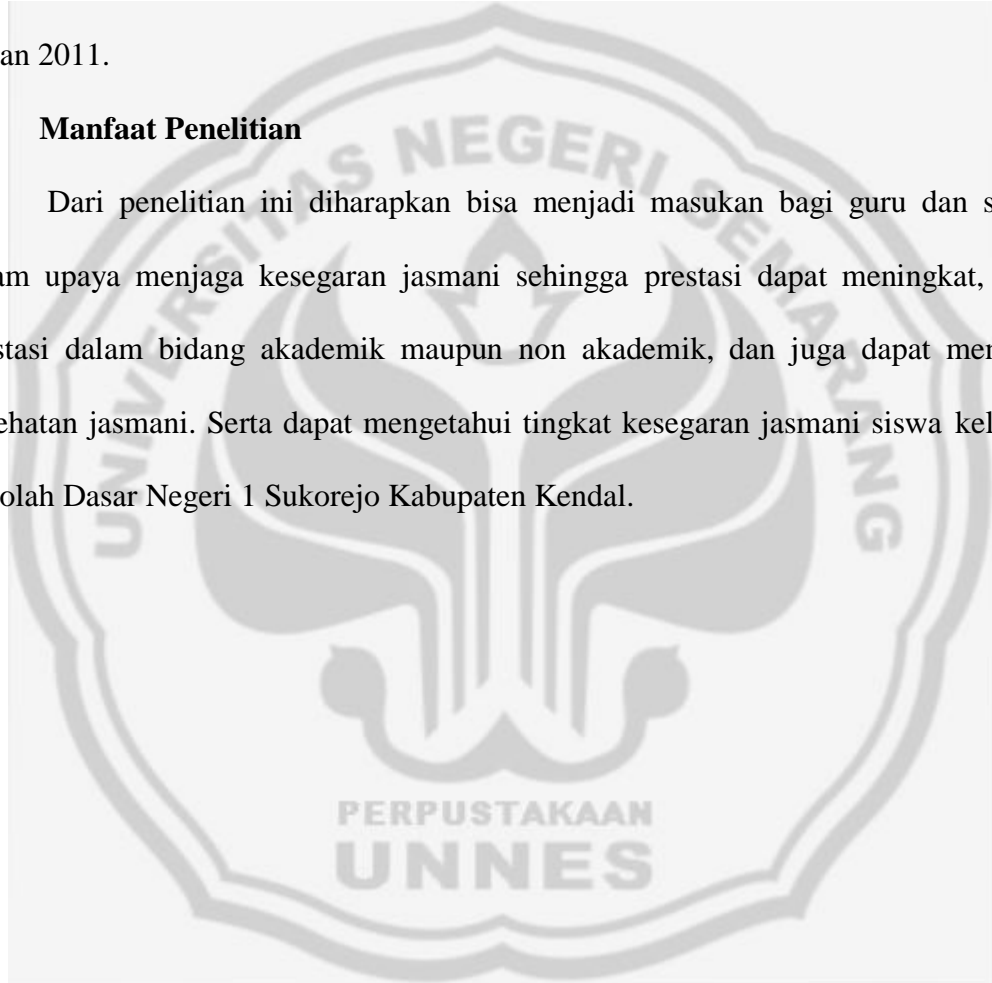 an 2011.
Manfaat Penelitian
Dari penelitian ini diharapkan bisa menjadi masukan bagi guru dan s
am upaya menjaga kesegaran jasmani sehingga prestasi dapat meningkat,
stasi dalam bidang akademik maupun non akademik, dan juga dapat men
ehatan jasmani. Serta dapat mengetahui tingkat kesegaran jasmani siswa kel
olah Dasar Negeri 1 Sukorejo Kabupaten Kendal.
UNIVERSITAS NEGERI SEMARANG
PERPUSTAKAAN
UNNES